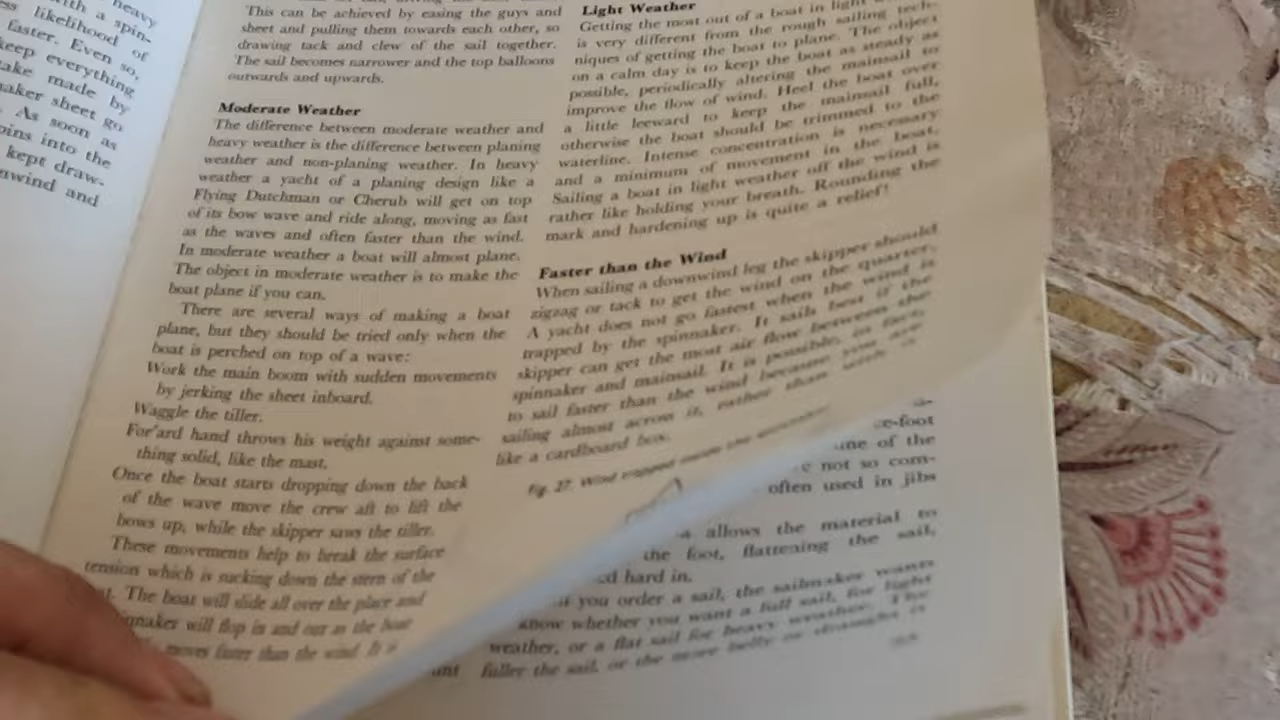 heavy
with a spin-
likelihood of
faster. Even so,
keep everything
take made by
naker sheet go
As soon as
pins into the
kept draw-
nwind and
This can be achieved by easing the guys and
sheet and pulling them towards each other, so
drawing tack and clew of the sail together.
The sail becomes narrower and the top balloons
outwards and upwards.
Moderate Weather
The difference between moderate weather and
heavy weather is the difference between planing
weather and non-planing weather. In heavy
weather a yacht of a planing design like a
Flying Dutchman or Cherub will get on top
of its bow wave and ride along, moving as fast
as the waves and often faster than the wind.
In moderate weather a boat will almost plane.
The object in moderate weather is to make the
boat plane if you can.
There are several ways of making a boat
plane, but they should be tried only when the
boat is perched on top of a wave:
Work the main boom with sudden movements
by jerking the sheet inboard.
Waggle the tiller.
For'ard hand throws his weight against some-
thing solid, like the mast.
Once the boat starts dropping down the back
of the wave move the crew aft to lift the
bows up, while the skipper saws the tiller.
These movements help to break the surface
tension which is sucking down the stern of the
The boat will slide all over the place and
will flop in and out as the boat
moves faster than the wind. It is
Light Weather
Getting the most out of a boat in light
is very different from the rough sailing tech-
niques of getting the boat to plane. The object
on a calm day is to keep the boat as steady as
possible, periodically altering the mainsail to
improve the flow of wind. Heel the boat over
a little leeward to keep the mainsail full,
otherwise the boat should be trimmed to the
waterline. Intense concentration is necessary
and a minimum of movement in the boat.
Sailing a boat in light weather off the wind is
rather like holding your breath. Rounding the
mark and hardening up is quite a relief!
Faster than the Wind
When sailing a downwind leg the skipper should
zigzag or tack to get the wind on the quarter.
A yacht does not go fastest when the wind is
trapped by the spinnaker. It sails best if the
skipper can get the most air flow between the
spinnaker and mainsail. It is possible, in fact,
to sail faster than the wind because you are
sailing almost across it, rather than with it
like a cardboard box.
Fig. 27. Wind trapped inside the spinnaker
e-foot
me of the
not so com-
often used in jibs
allows the material to
the foot, flattening the sail,
d hard in.
you order a sail, the sailmaker wants
know whether you want a full sail, for light
weather, or a flat sail for heavy weather. The
fuller the sail, or the more belly or draught it